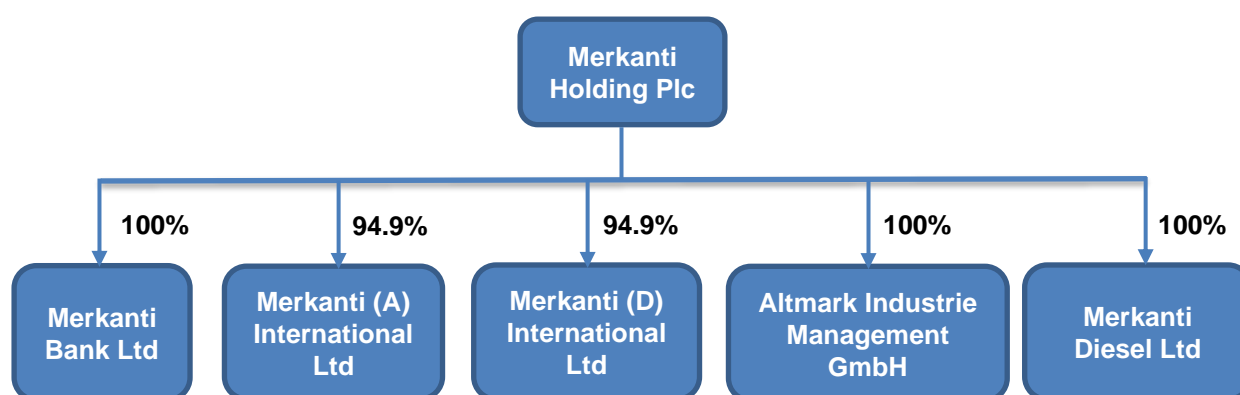 Merkanti
Holding Plc
100%
94.9%
94.9%
100%
100%
Merkanti
Bank Ltd
Merkanti (A)
International
Ltd
Merkanti (D)
International
Ltd
Altmark Industrie
Management
GmbH
Merkanti
Diesel Ltd